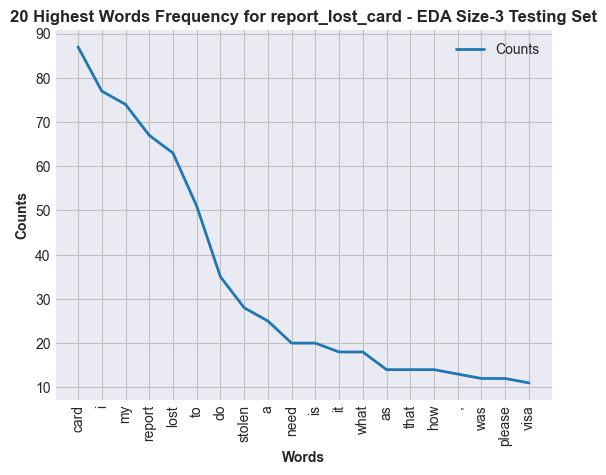 20 Highest Words Frequency for report_lost_card - EDA Size-3 Testing Set
Counts
90
80
70
60
50
40
30
20
10
Counts
card
i
my
report
lost
to
do
stolen
a
need
is
it
what
as
that
how
,
was
please
visa
Words